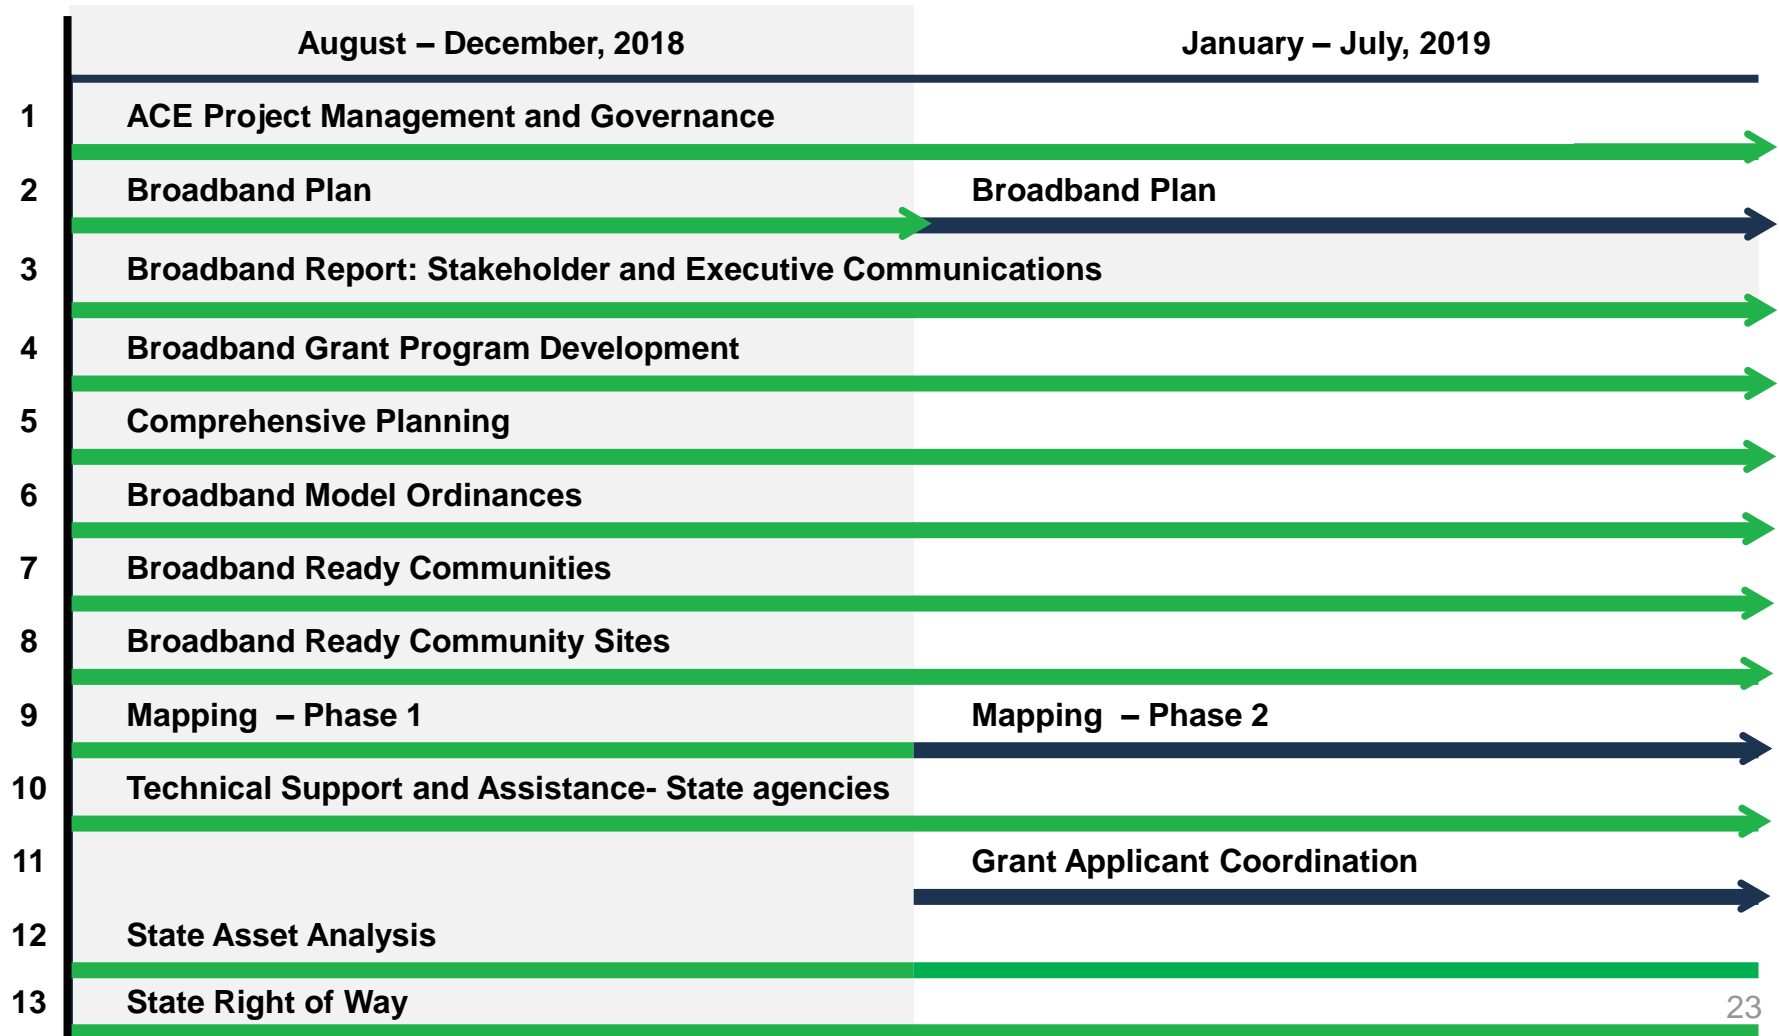 August – December, 2018 January – July, 2019
1 ACE Project Management and Governance
2 Broadband Plan Broadband Plan
3 Broadband Report: Stakeholder and Executive Communications
4 Broadband Grant Program Development
5 Comprehensive Planning
6 Broadband Model Ordinances
7 Broadband Ready Communities
8 Broadband Ready Community Sites
9 Mapping – Phase 1 Mapping – Phase 2
10 Technical Support and Assistance- State agencies
11 Grant Applicant Coordination
12 State Asset Analysis
13 State Right of Way
23